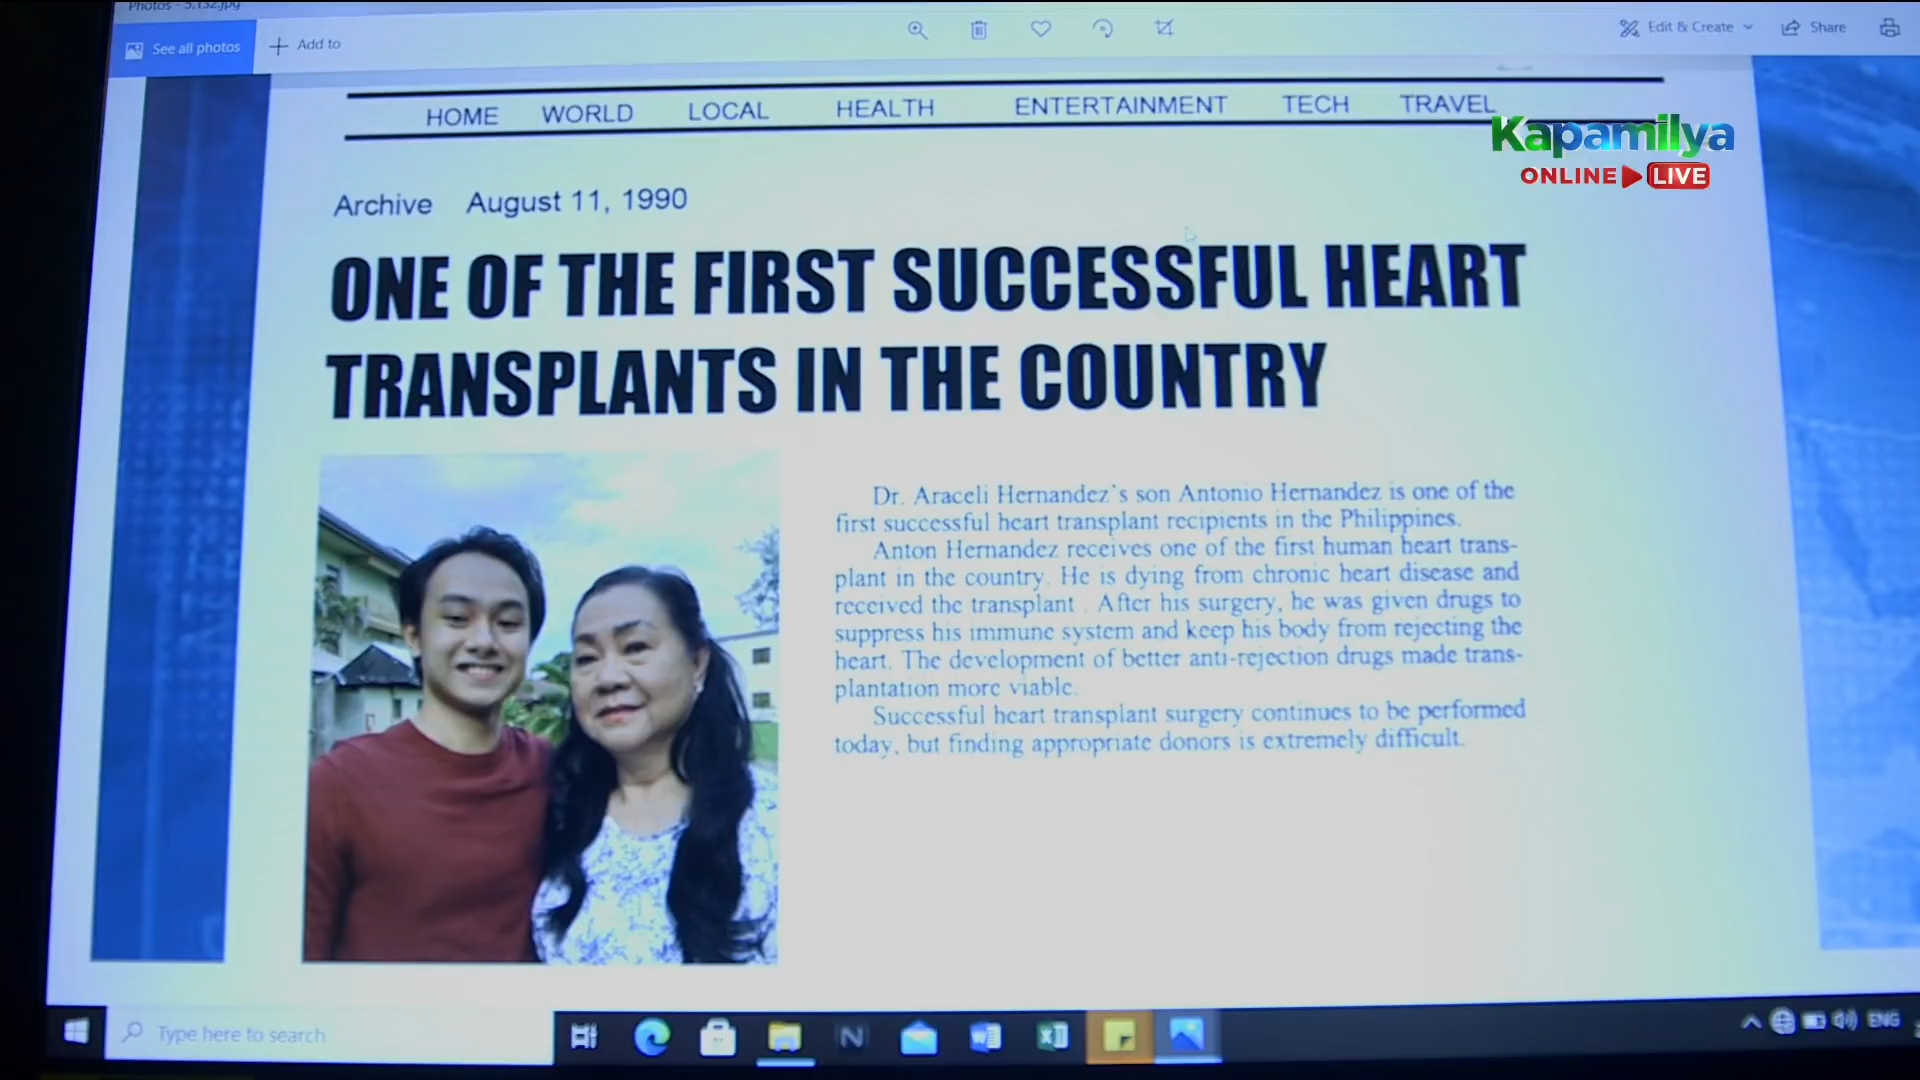 Photos - 5.132.jpg
See all photos
Add to
Edit & Create
Share
HOME WORLD LOCAL HEALTH ENTERTAINMENT TECH TRAVEL
Kapamilya
ONLINE LIVE
Archive August 11, 1990
ONE OF THE FIRST SUCCESSFUL HEART
TRANSPLANTS IN THE COUNTRY
Dr. Araceli Hernandez's son Antonio Hernandez is one of the
first successful heart transplant recipients in the Philippines.
Anton Hernandez receives one of the first human heart trans-
plant in the country. He is dying from chronic heart disease and
received the transplant . After his surgery, he was given drugs to
suppress his immune system and keep his body from rejecting the
heart. The development of better anti-rejection drugs made trans-
plantation more viable.
Successful heart transplant surgery continues to be performed
today, but finding appropriate donors is extremely difficult.
Type here to search
ENG